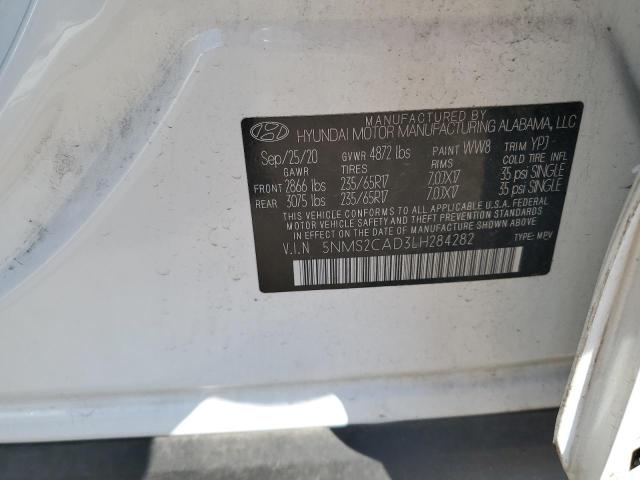 MANUFACTURED BY
HYUNDAI MOTOR MANUFACTURING ALABAMA, LLC
Sep/25/20 GVWR 4872 lbs PAINT WW8 TRIM YPJ
GAWR TIRES RIMS COLD TIRE INFL
FRONT 2866 lbs 235/65R17 7.0JX17 35 psi SINGLE
REAR 3075 lbs 235/65R17 7.0JX17 35 psi SINGLE
THIS VEHICLE CONFORMS TO ALL APPLICABLE U.S.A. FEDERAL
MOTOR VEHICLE SAFETY AND THEFT PREVENTION STANDARDS
IN EFFECT ON THE DATE OF MANUFACTURE SHOWN ABOVE.
V.I.N 5NMS2CAD3LH284282 TYPE: MPV